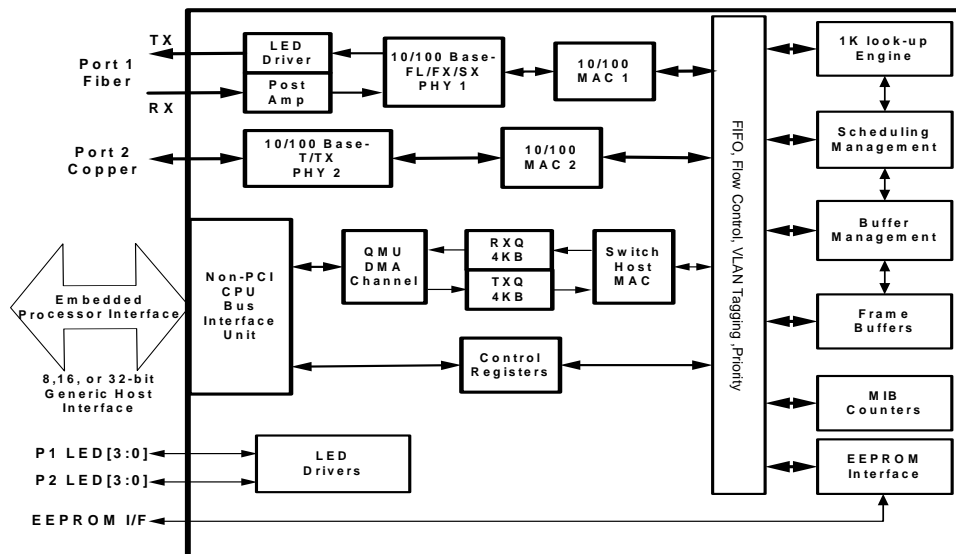 TX
Port 1
Fiber
RX
LED
Driver
Post
Amp
10/100 Base-
FL/FX/SX
PHY 1
10/100
MAC 1
1K look-up
Engine
Port 2
Copper
10/100 Base-
T/TX
PHY 2
10/100
MAC 2
Scheduling
Management
FIFO, Flow Control, VLAN Tagging ,Priority
Non-PCI
CPU
Bus
Interface
Unit
QMU
DMA
Channel
RXQ
4KB
TXQ
4KB
Switch
Host
MAC
Buffer
Management
Embedded
Processor Interface
8,16, or 32-bit
Generic Host
Interface
Control
Registers
Frame
Buffers
MIB
Counters
P1 LED[3:0]
P2 LED[3:0]
LED
Drivers
EEPROM
Interface
EEPROM I/F